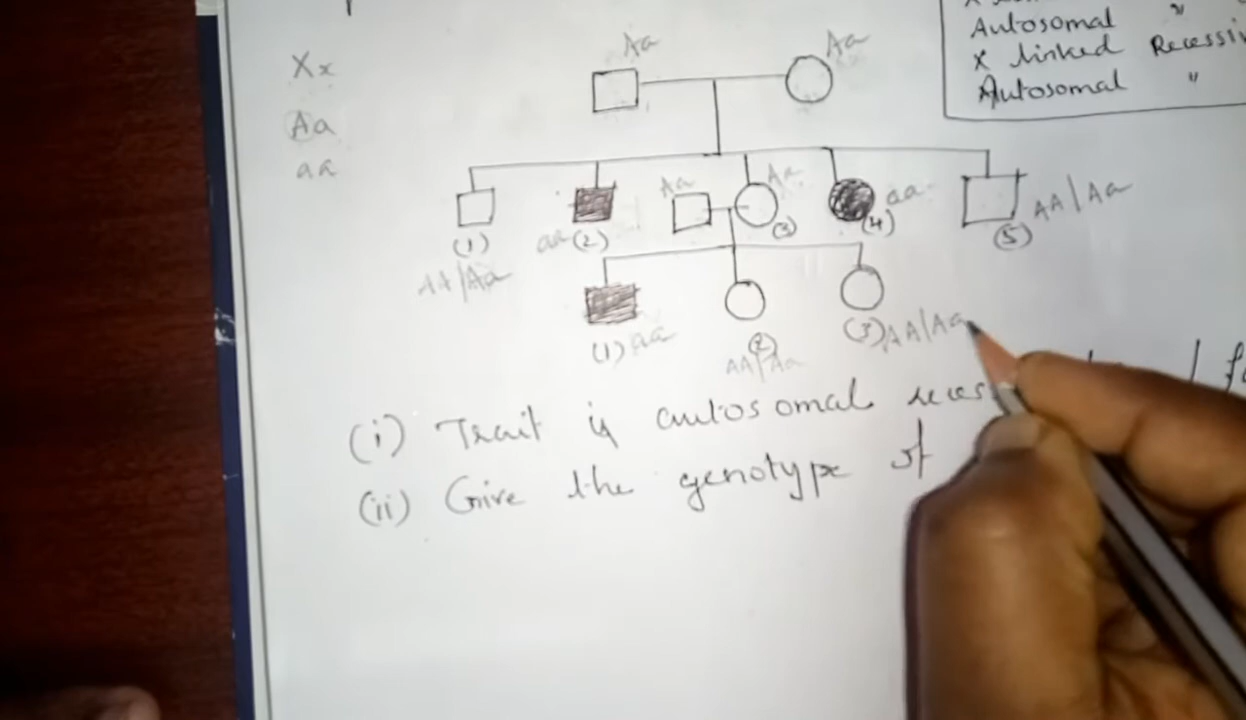 Autosomal "
X linked Recessi
Autosomal "
Xx
Aa
aa
Aa
Aa
Aa
Aa
aa
AA|Aa
(1)
aa (2)
(3)
(4)
(5)
AA|Aa
(1) aa
(2)
AA|Aa
(3) AA|Aa
(i) Trait is autosomal reces
(ii) Give the genotype of